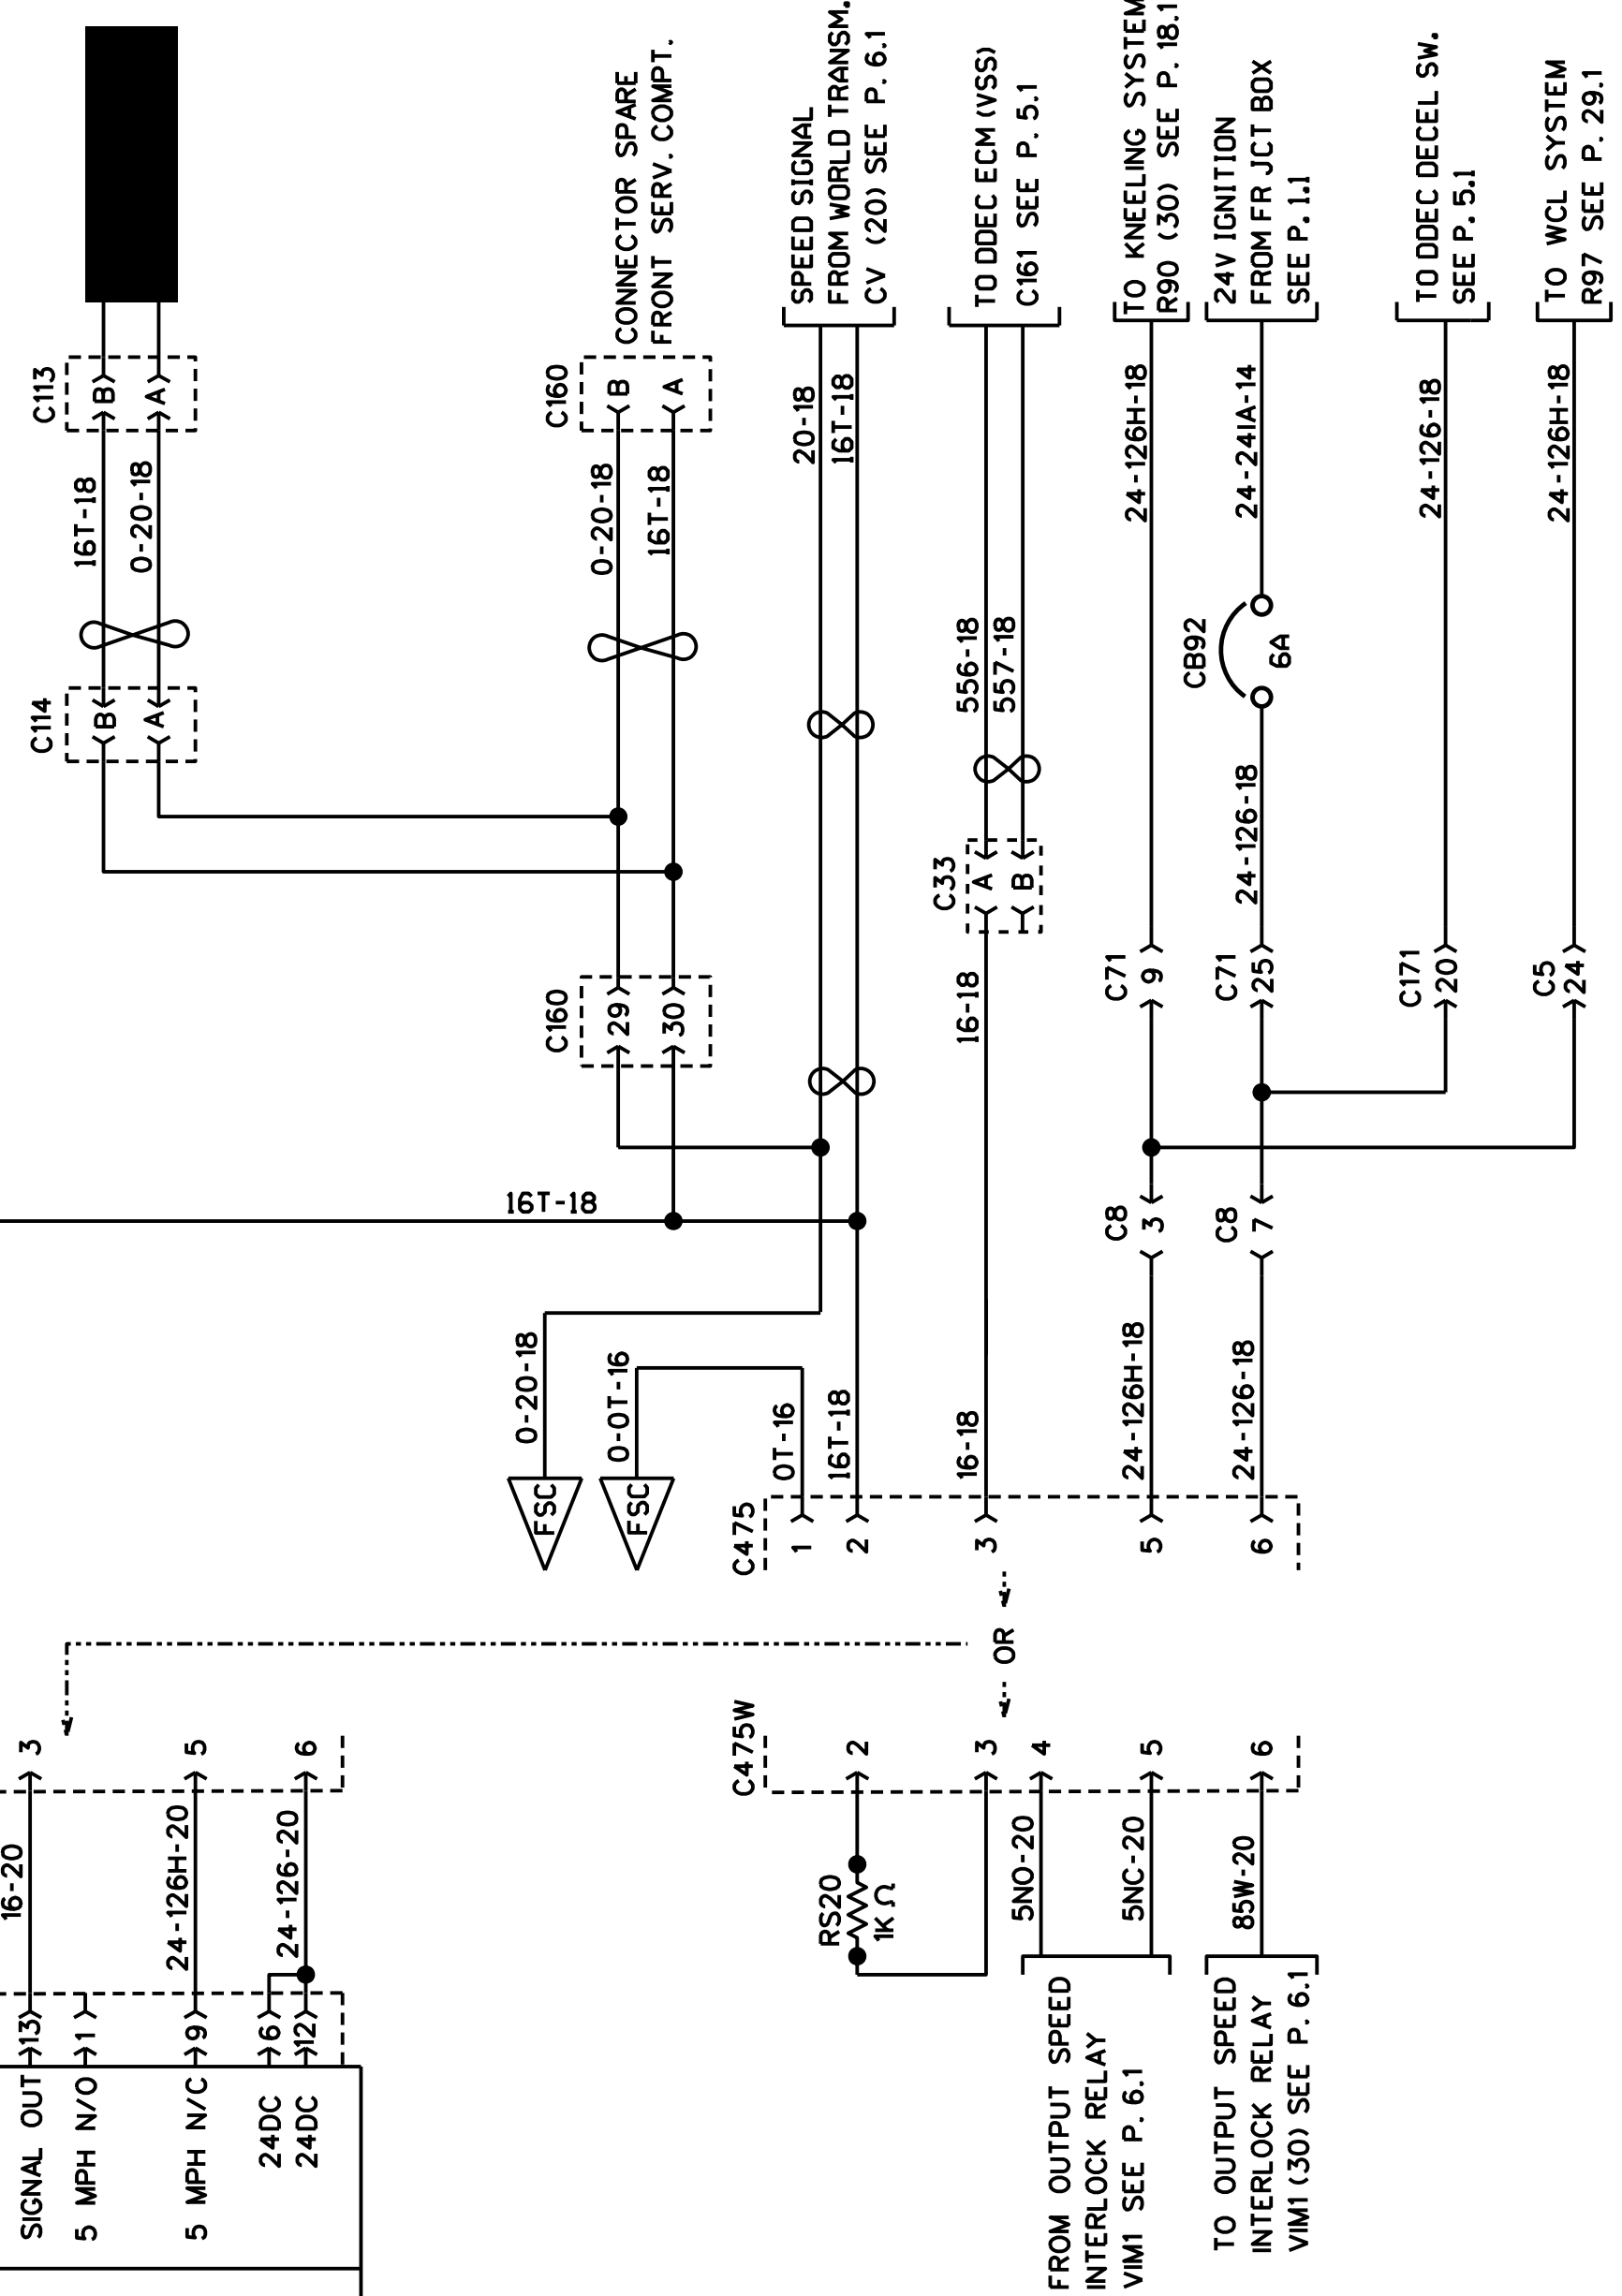 C113
B
A
16T-18
0-20-18
C114
B
A
CONNECTOR SPARE
FRONT SERV. COMPT.
C160
B
A
0-20-18
16T-18
C160
29
30
16T-18
SPEED SIGNAL
FROM WORLD TRANSM.
CV (20) SEE P. 6.1
20-18
16T-18
TO DDEC ECM (VSS)
C161 SEE P. 5.1
556-18
557-18
C33
A
B
16-18
TO KNEELING SYSTEM
R90 (30) SEE P. 18.1
24-126H-18
24V IGNITION
FROM FR JCT BOX
SEE P. 1.1
24-24IA-14
CB92
6A
24-126-18
TO DDEC DECEL SW.
SEE P. 5.1
24-126-18
TO WCL SYSTEM
R97 SEE P. 29.1
24-126H-18
C71
9
C71
25
C171
20
C5
24
C8
3
C8
7
0-20-18
0-0T-16
FSC
FSC
0T-16
16T-18
16-18
24-126H-18
24-126-18
C475
1
2
3
5
6
OR
C475W
2
3
4
5
6
RS20
1K Ω
5NO-20
5NC-20
85W-20
FROM OUTPUT SPEED
INTERLOCK RELAY
VIM1 SEE P. 6.1
TO OUTPUT SPEED
INTERLOCK RELAY
VIM1 (30) SEE P. 6.1
3
5
6
16-20
24-126H-20
24-126-20
13
1
9
6
12
SIGNAL OUT
5 MPH N/O
5 MPH N/C
24DC
24DC